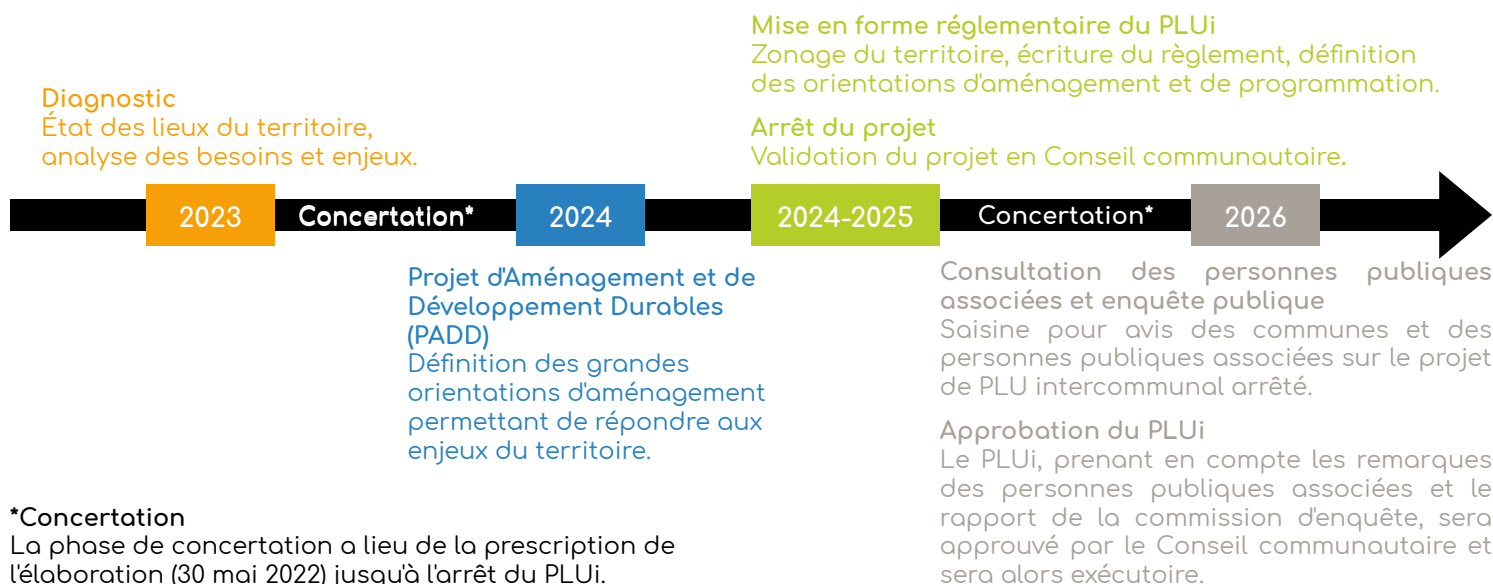 Mise en forme réglementaire du PLUi
Zonage du territoire, écriture du règlement, définition
des orientations d'aménagement et de programmation.
Diagnostic
État des lieux du territoire,
analyse des besoins et enjeux.
Arrêt du projet
Validation du projet en Conseil communautaire.
2023
Concertation*
2024
2024-2025
Concertation*
2026
Projet d'Aménagement et de
Développement Durables
(PADD)
Définition des grandes
orientations d'aménagement
permettant de répondre aux
enjeux du territoire.
Consultation des personnes publiques
associées et enquête publique
Saisine pour avis des communes et des
personnes publiques associées sur le projet
de PLU intercommunal arrêté.
Approbation du PLUi
Le PLUi, prenant en compte les remarques
des personnes publiques associées et le
rapport de la commission d'enquête, sera
approuvé par le Conseil communautaire et
sera alors exécutoire.
*Concertation
La phase de concertation a lieu de la prescription de
l'élaboration (30 mai 2022) jusqu'à l'arrêt du PLUi.